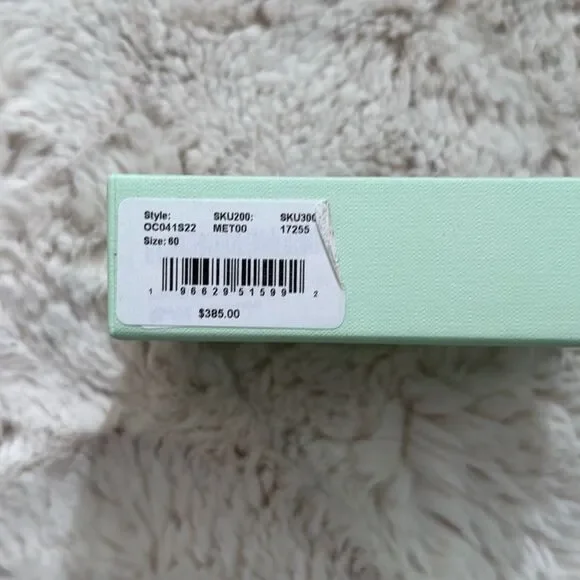 Style: SKU200: SKU300
OC041S22 MET00 17255
Size: 60
1 96629 51599 2
$385.00